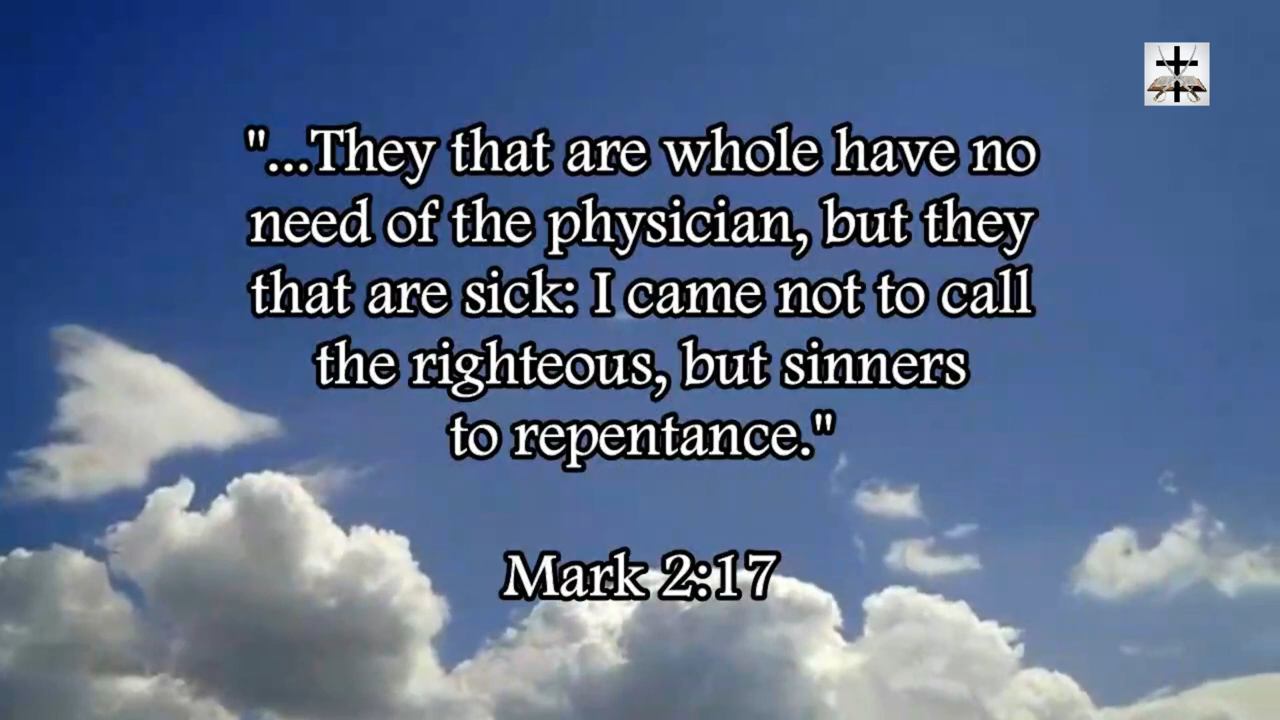 "...They that are whole have no
need of the physician, but they
that are sick: I came not to call
the righteous, but sinners
to repentance."
Mark 2:17